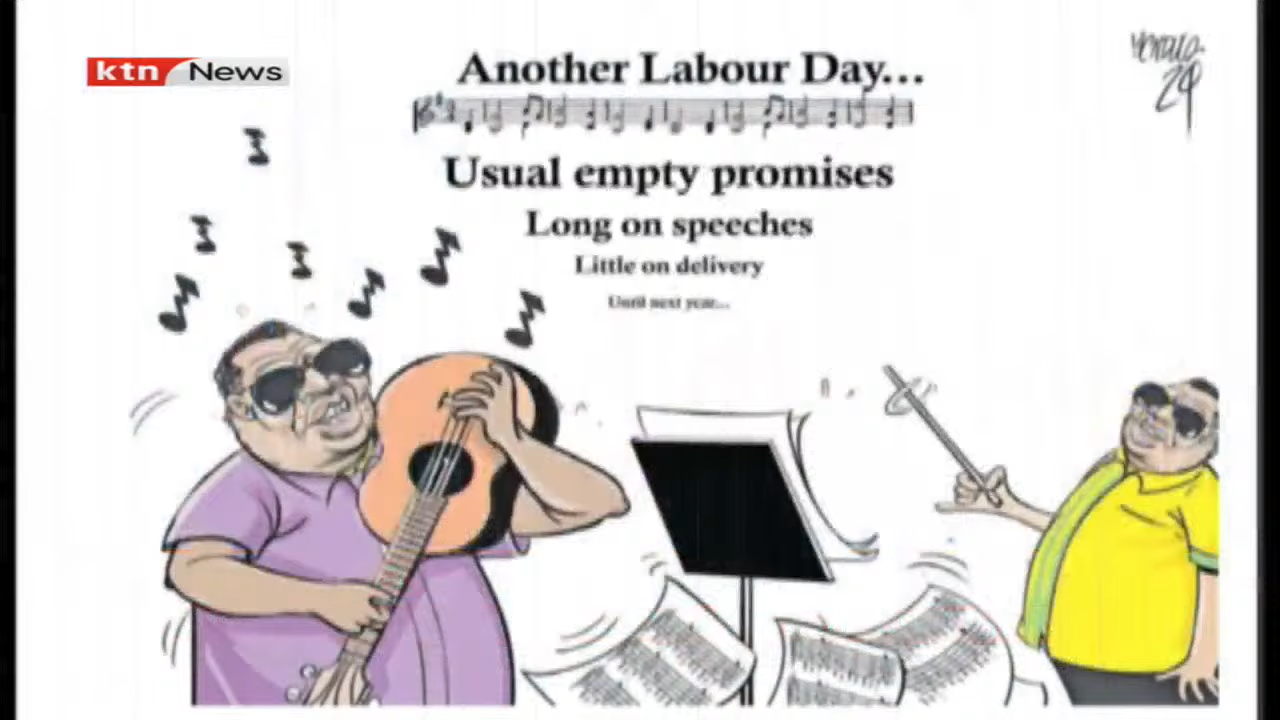 ktn News
Another Labour Day...
Usual empty promises
Long on speeches
Little on delivery
Until next year...